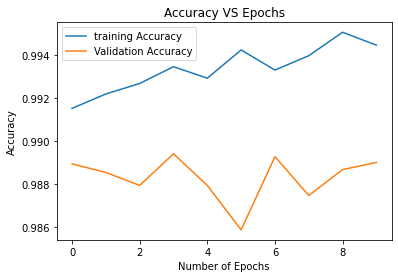 Accuracy VS Epochs
training Accuracy
Validation Accuracy
Accuracy
0.994
0.992
0.990
0.988
0.986
0 2 4 6 8
Number of Epochs